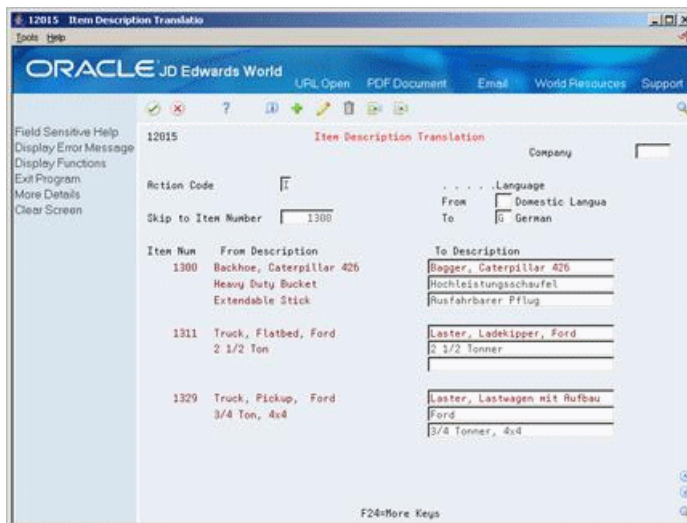 12015 Item Description Translatio
Tools Help
ORACLE JD Edwards World
URL Open PDF Document Email World Resources Support
Field Sensitive Help
Display Error Message
Display Functions
Exit Program
More Details
Clear Screen
12015 Item Description Translation
Company
Action Code I . . . . .Language
From Domestic Langua
Skip to Item Number 1300 To G German
Item Num From Description To Description
1300 Backhoe, Caterpillar 426 Bagger, Caterpillar 426
Heavy Duty Bucket Hochleistungsschaufel
Extendable Stick Ausfahrbarer Pflug
1311 Truck, Flatbed, Ford Laster, Ladekipper, Ford
2 1/2 Ton 2 1/2 Tonner
1329 Truck, Pickup, Ford Laster, Lastwagen mit Aufbau
3/4 Ton, 4x4 Ford
3/4 Tonner, 4x4
F24=More Keys